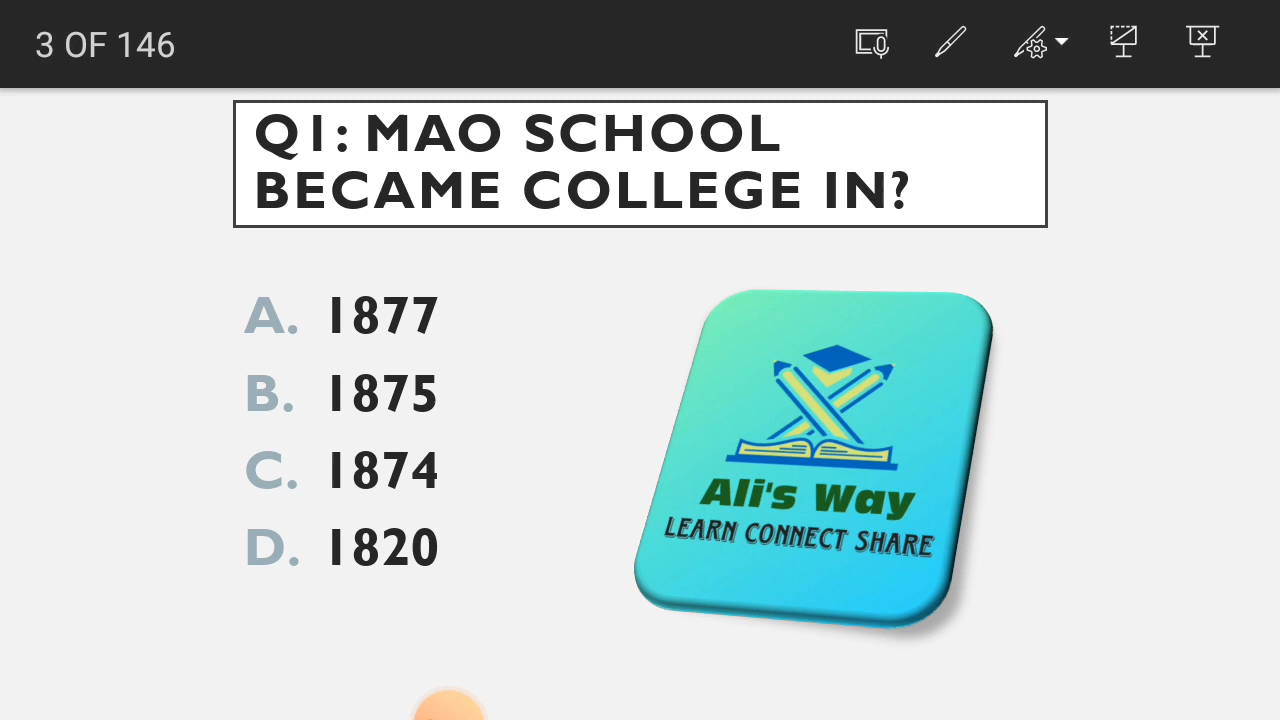 3 OF 146
Q1: MAO SCHOOL
BECAME COLLEGE IN?
A. 1877
B. 1875
C. 1874
D. 1820
Ali's Way
LEARN CONNECT SHARE